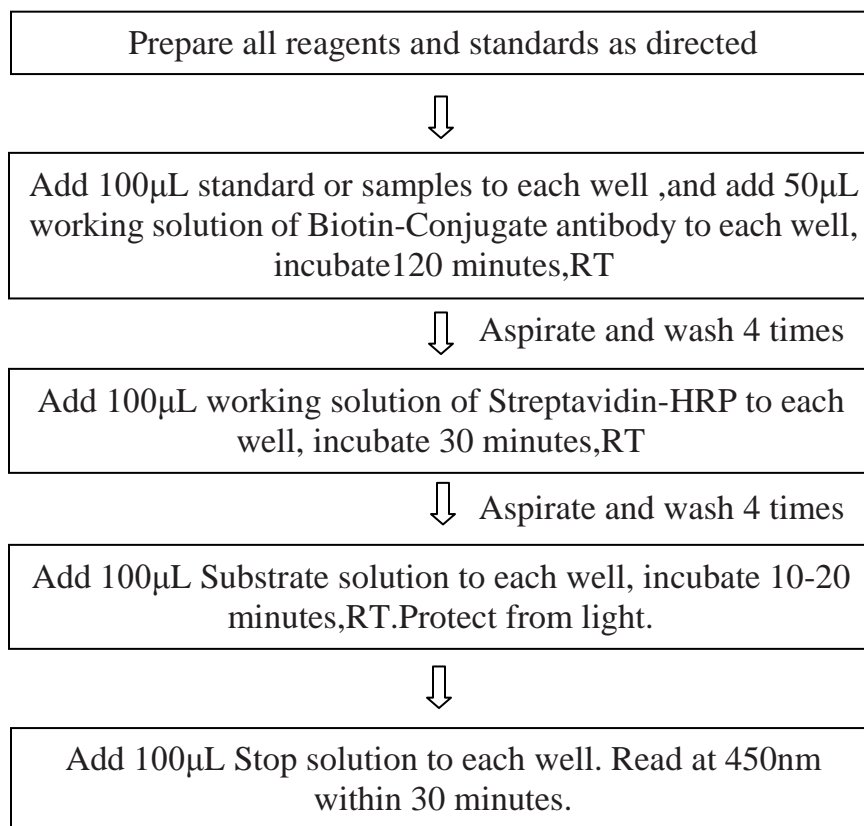 Prepare all reagents and standards as directed
Add 100μL standard or samples to each well ,and add 50μL
working solution of Biotin-Conjugate antibody to each well,
incubate120 minutes,RT
Aspirate and wash 4 times
Add 100μL working solution of Streptavidin-HRP to each
well, incubate 30 minutes,RT
Aspirate and wash 4 times
Add 100μL Substrate solution to each well, incubate 10-20
minutes,RT.Protect from light.
Add 100μL Stop solution to each well. Read at 450nm
within 30 minutes.